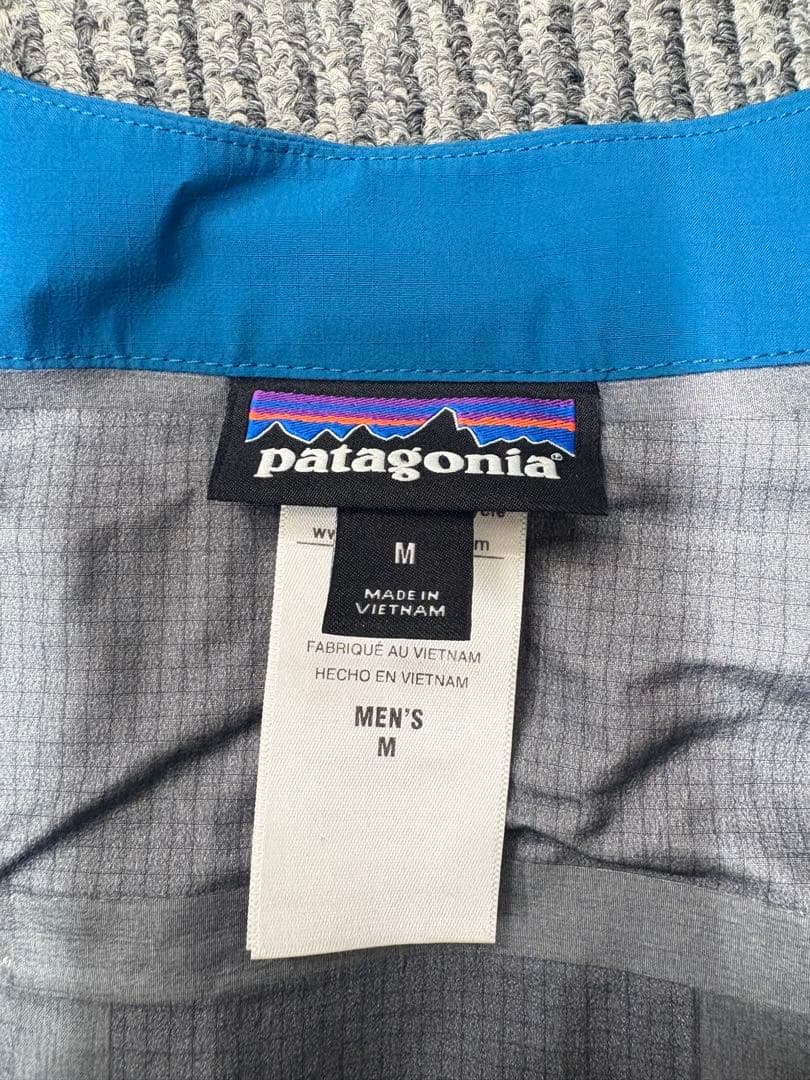 patagonia®
M
MADE IN
VIETNAM
FABRIQUÉ AU VIETNAM
HECHO EN VIETNAM
MEN'S
M